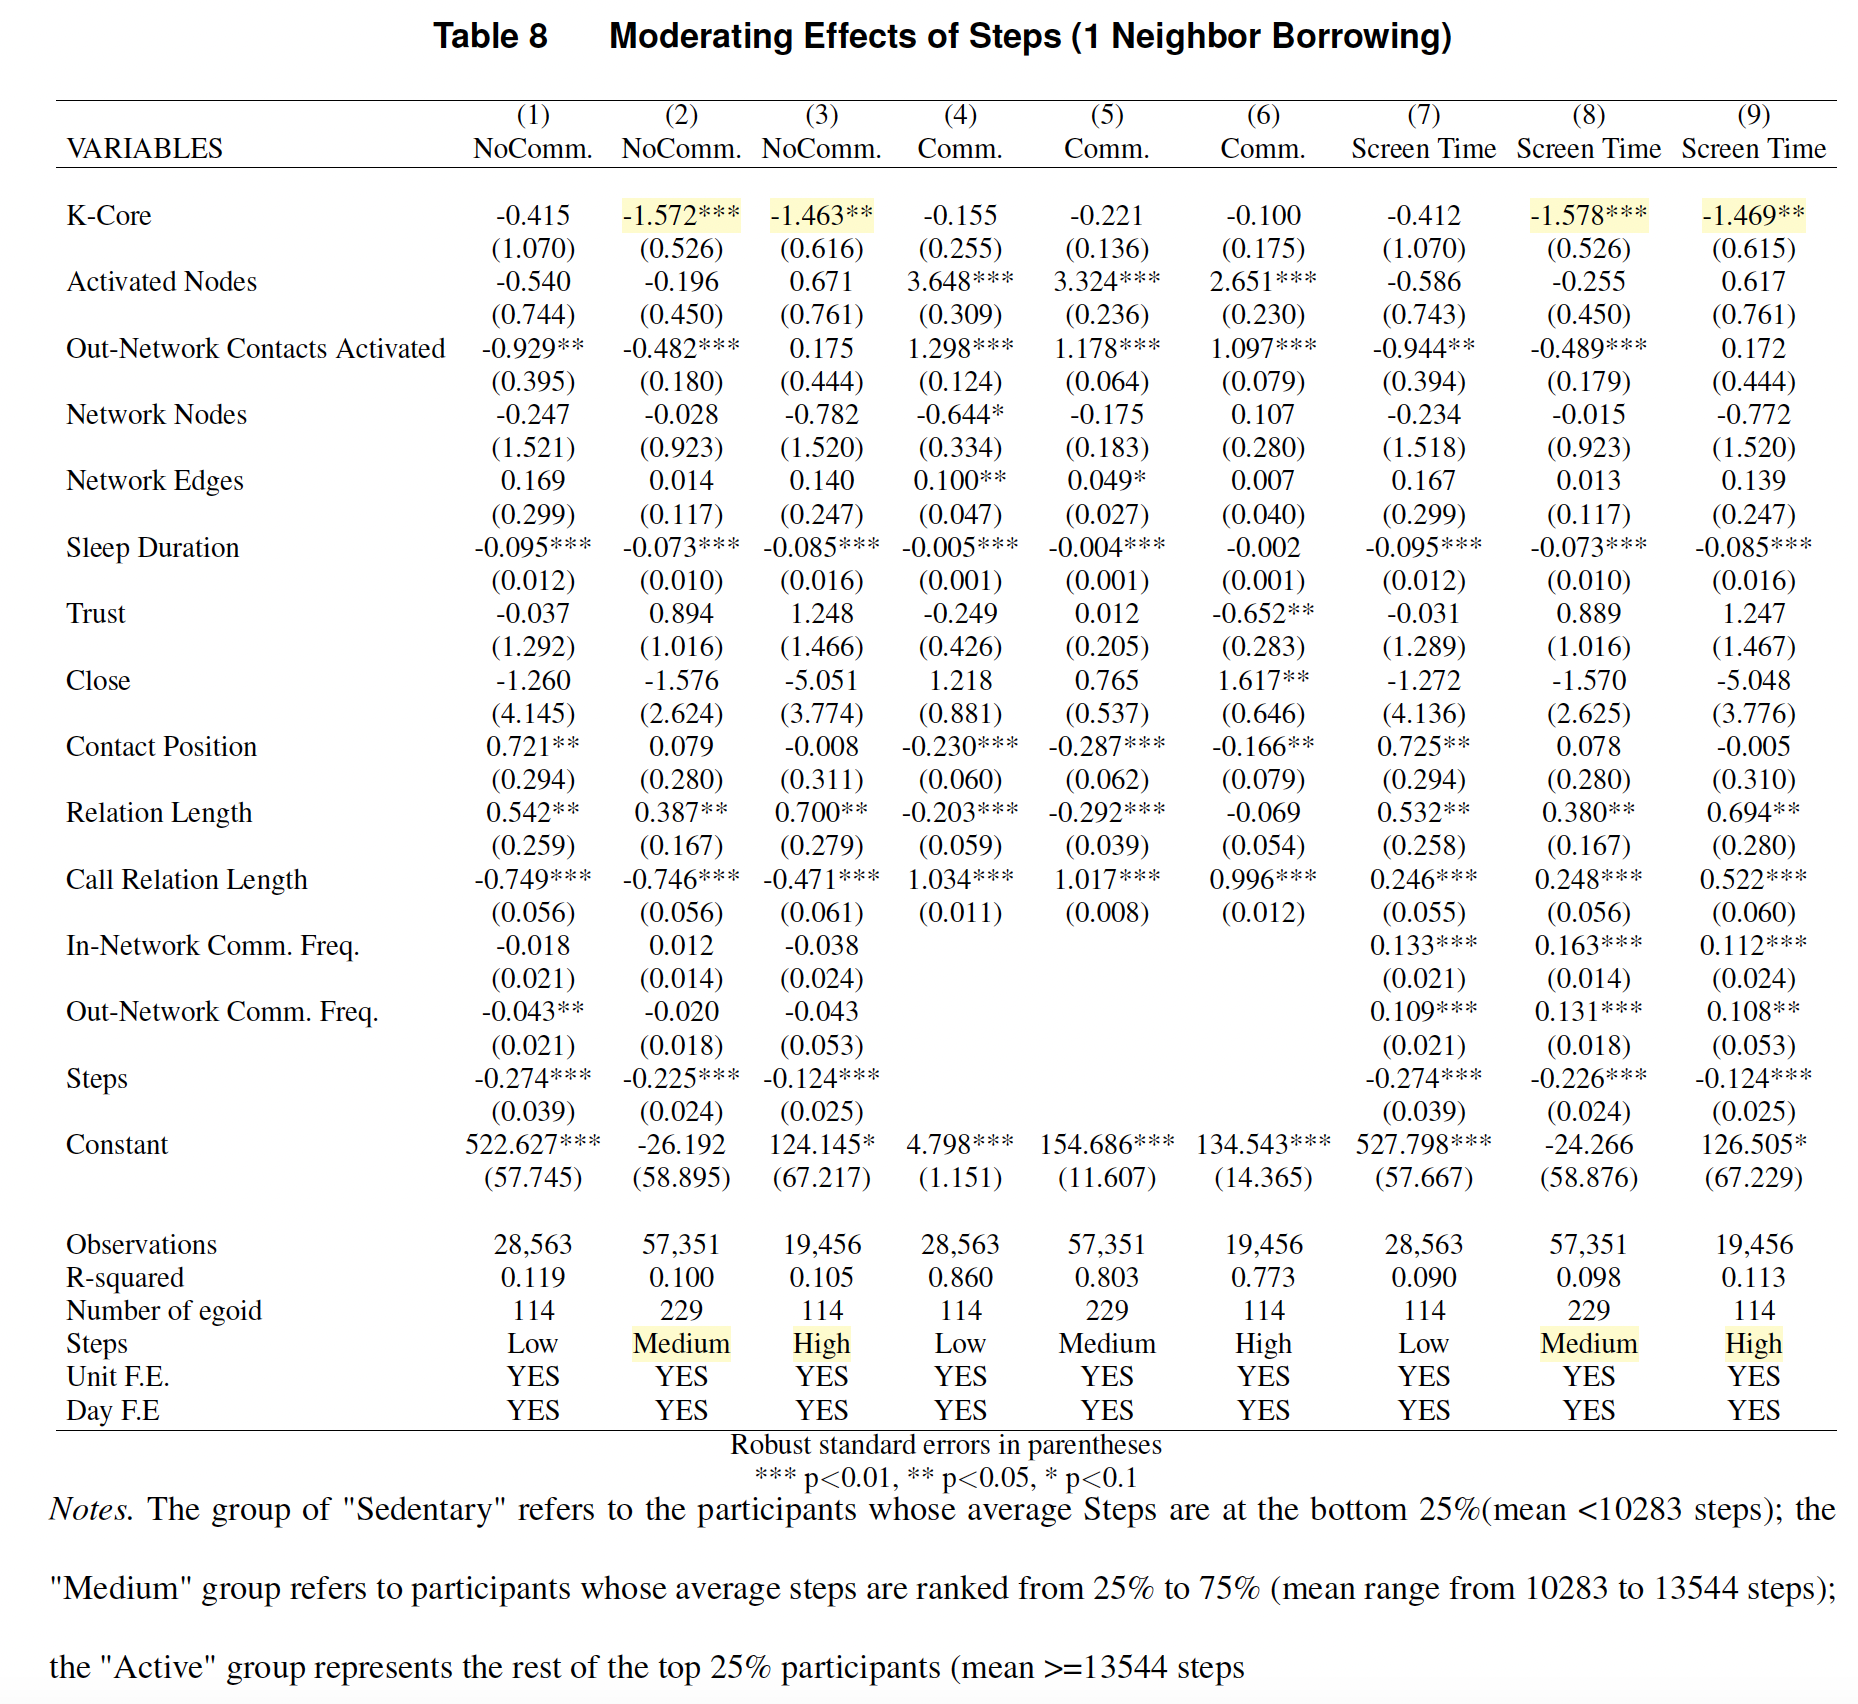 Table 8 Moderating Effects of Steps (1 Neighbor Borrowing)
(1) (2) (3) (4) (5) (6) (7) (8) (9)
VARIABLES NoComm. NoComm. NoComm. Comm. Comm. Comm. Screen Time Screen Time Screen Time
K-Core -0.415 -1.572*** -1.463** -0.155 -0.221 -0.100 -0.412 -1.578*** -1.469**
(1.070) (0.526) (0.616) (0.255) (0.136) (0.175) (1.070) (0.526) (0.615)
Activated Nodes -0.540 -0.196 0.671 3.648*** 3.324*** 2.651*** -0.586 -0.255 0.617
(0.744) (0.450) (0.761) (0.309) (0.236) (0.230) (0.743) (0.450) (0.761)
Out-Network Contacts Activated -0.929** -0.482*** 0.175 1.298*** 1.178*** 1.097*** -0.944** -0.489*** 0.172
(0.395) (0.180) (0.444) (0.124) (0.064) (0.079) (0.394) (0.179) (0.444)
Network Nodes -0.247 -0.028 -0.782 -0.644* -0.175 0.107 -0.234 -0.015 -0.772
(1.521) (0.923) (1.520) (0.334) (0.183) (0.280) (1.518) (0.923) (1.520)
Network Edges 0.169 0.014 0.140 0.100** 0.049* 0.007 0.167 0.013 0.139
(0.299) (0.117) (0.247) (0.047) (0.027) (0.040) (0.299) (0.117) (0.247)
Sleep Duration -0.095*** -0.073*** -0.085*** -0.005*** -0.004*** -0.002 -0.095*** -0.073*** -0.085***
(0.012) (0.010) (0.016) (0.001) (0.001) (0.001) (0.012) (0.010) (0.016)
Trust -0.037 0.894 1.248 -0.249 0.012 -0.652** -0.031 0.889 1.247
(1.292) (1.016) (1.466) (0.426) (0.205) (0.283) (1.289) (1.016) (1.467)
Close -1.260 -1.576 -5.051 1.218 0.765 1.617** -1.272 -1.570 -5.048
(4.145) (2.624) (3.774) (0.881) (0.537) (0.646) (4.136) (2.625) (3.776)
Contact Position 0.721** 0.079 -0.008 -0.230*** -0.287*** -0.166** 0.725** 0.078 -0.005
(0.294) (0.280) (0.311) (0.060) (0.062) (0.079) (0.294) (0.280) (0.310)
Relation Length 0.542** 0.387** 0.700** -0.203*** -0.292*** -0.069 0.532** 0.380** 0.694**
(0.259) (0.167) (0.279) (0.059) (0.039) (0.054) (0.258) (0.167) (0.280)
Call Relation Length -0.749*** -0.746*** -0.471*** 1.034*** 1.017*** 0.996*** 0.246*** 0.248*** 0.522***
(0.056) (0.056) (0.061) (0.011) (0.008) (0.012) (0.055) (0.056) (0.060)
In-Network Comm. Freq. -0.018 0.012 -0.038 0.133*** 0.163*** 0.112***
(0.021) (0.014) (0.024) (0.021) (0.014) (0.024)
Out-Network Comm. Freq. -0.043** -0.020 -0.043 0.109*** 0.131*** 0.108**
(0.021) (0.018) (0.053) (0.021) (0.018) (0.053)
Steps -0.274*** -0.225*** -0.124*** -0.274*** -0.226*** -0.124***
(0.039) (0.024) (0.025) (0.039) (0.024) (0.025)
Constant 522.627*** -26.192 124.145* 4.798*** 154.686*** 134.543*** 527.798*** -24.266 126.505*
(57.745) (58.895) (67.217) (1.151) (11.607) (14.365) (57.667) (58.876) (67.229)
Observations 28,563 57,351 19,456 28,563 57,351 19,456 28,563 57,351 19,456
R-squared 0.119 0.100 0.105 0.860 0.803 0.773 0.090 0.098 0.113
Number of egoid 114 229 114 114 229 114 114 229 114
Steps Low Medium High Low Medium High Low Medium High
Unit F.E. YES YES YES YES YES YES YES YES YES
Day F.E YES YES YES YES YES YES YES YES YES
Robust standard errors in parentheses
*** p<0.01, ** p<0.05, * p<0.1
Notes. The group of "Sedentary" refers to the participants whose average Steps are at the bottom 25%(mean <10283 steps); the
"Medium" group refers to participants whose average steps are ranked from 25% to 75% (mean range from 10283 to 13544 steps);
the "Active" group represents the rest of the top 25% participants (mean >=13544 steps